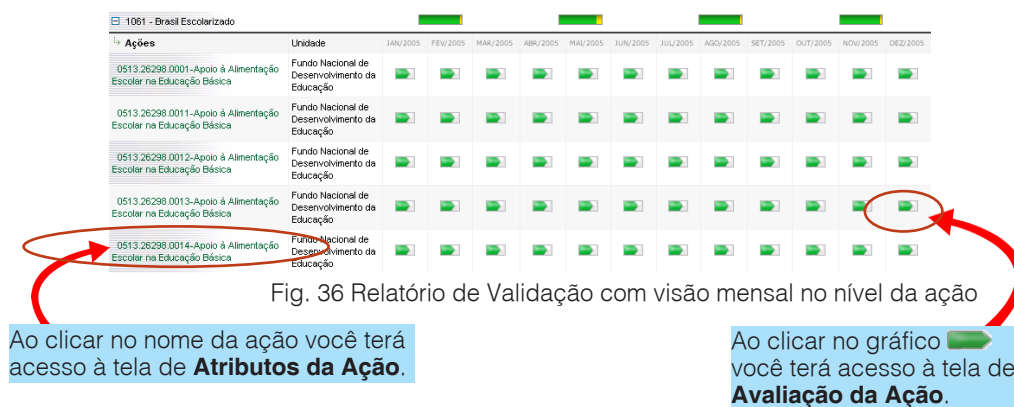 1061 - Brasil Escolarizado
Ações Unidade JAN/2005 FEV/2005 MAR/2005 ABR/2005 MAI/2005 JUN/2005 JUL/2005 AGO/2005 SET/2005 OUT/2005 NOV/2005 DEZ/2005
0513.26298.0001-Apoio à Alimentação
Escolar na Educação Básica
Fundo Nacional de
Desenvolvimento da
Educação
0513.26298.0011-Apoio à Alimentação
Escolar na Educação Básica
Fundo Nacional de
Desenvolvimento da
Educação
0513.26298.0012-Apoio à Alimentação
Escolar na Educação Básica
Fundo Nacional de
Desenvolvimento da
Educação
0513.26298.0013-Apoio à Alimentação
Escolar na Educação Básica
Fundo Nacional de
Desenvolvimento da
Educação
0513.26298.0014-Apoio à Alimentação
Escolar na Educação Básica
Fundo Nacional de
Desenvolvimento da
Educação
Fig. 36 Relatório de Validação com visão mensal no nível da ação
Ao clicar no nome da ação você terá
acesso à tela de Atributos da Ação.
Ao clicar no gráfico
você terá acesso à tela de
Avaliação da Ação.